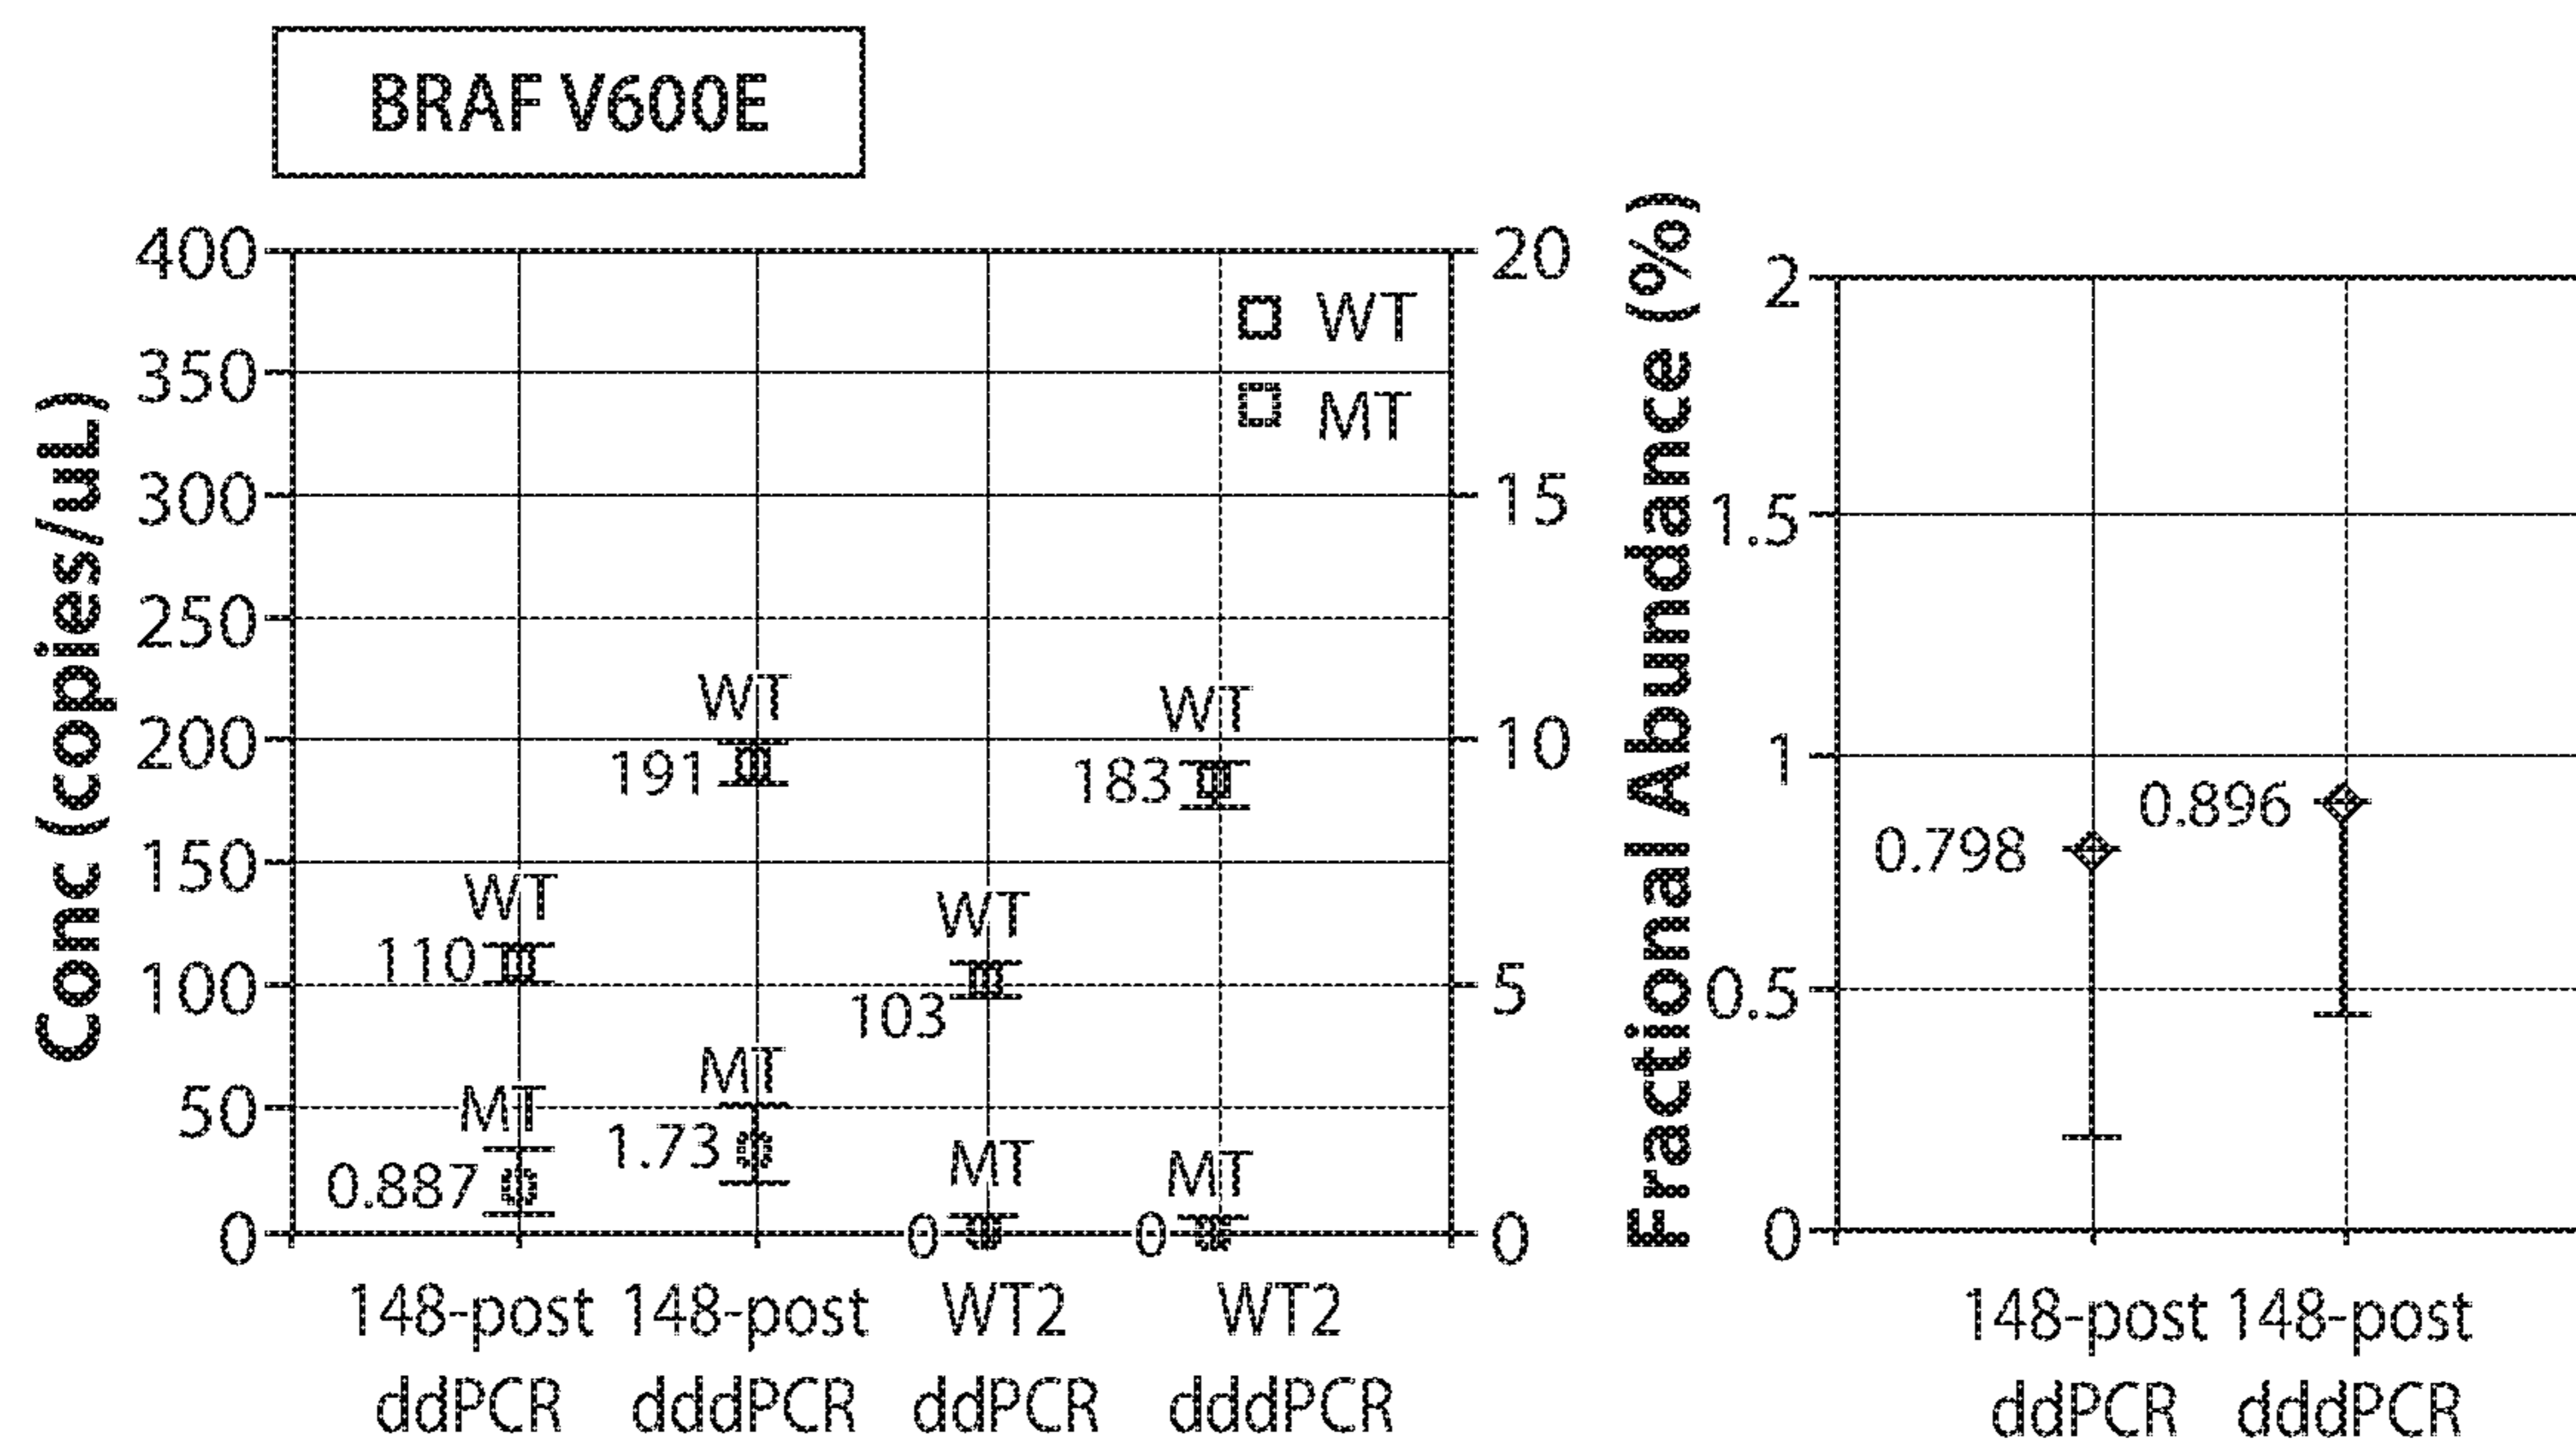 BRAF V600E
Conc (copies/uL)
400
350
300
250
200
150
100
50
0
20
15
10
5
0
WT
MT
WT
110
MT
0.887
WT
191
MT
1.73
WT
103
MT
0
WT
183
MT
0
148-post
ddPCR
148-post
dddPCR
WT2
ddPCR
WT2
dddPCR
Fractional Abundance (%)
2
1.5
1
0.5
0
0.798
0.896
148-post
ddPCR
148-post
dddPCR